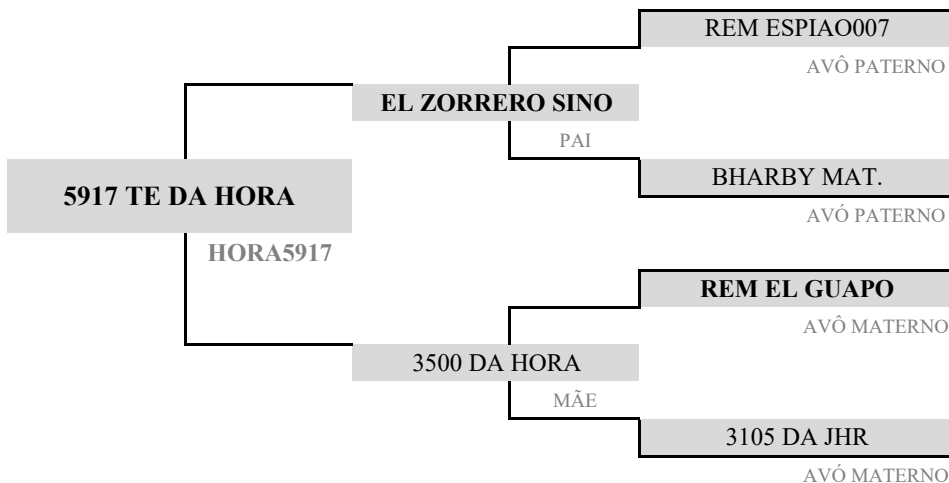 REM ESPIAO007
AVÔ PATERNO
EL ZORRERO SINO
PAI
BHARBY MAT.
AVÓ PATERNO
5917 TE DA HORA
HORA5917
REM EL GUAPO
AVÔ MATERNO
3500 DA HORA
MÃE
3105 DA JHR
AVÓ MATERNO